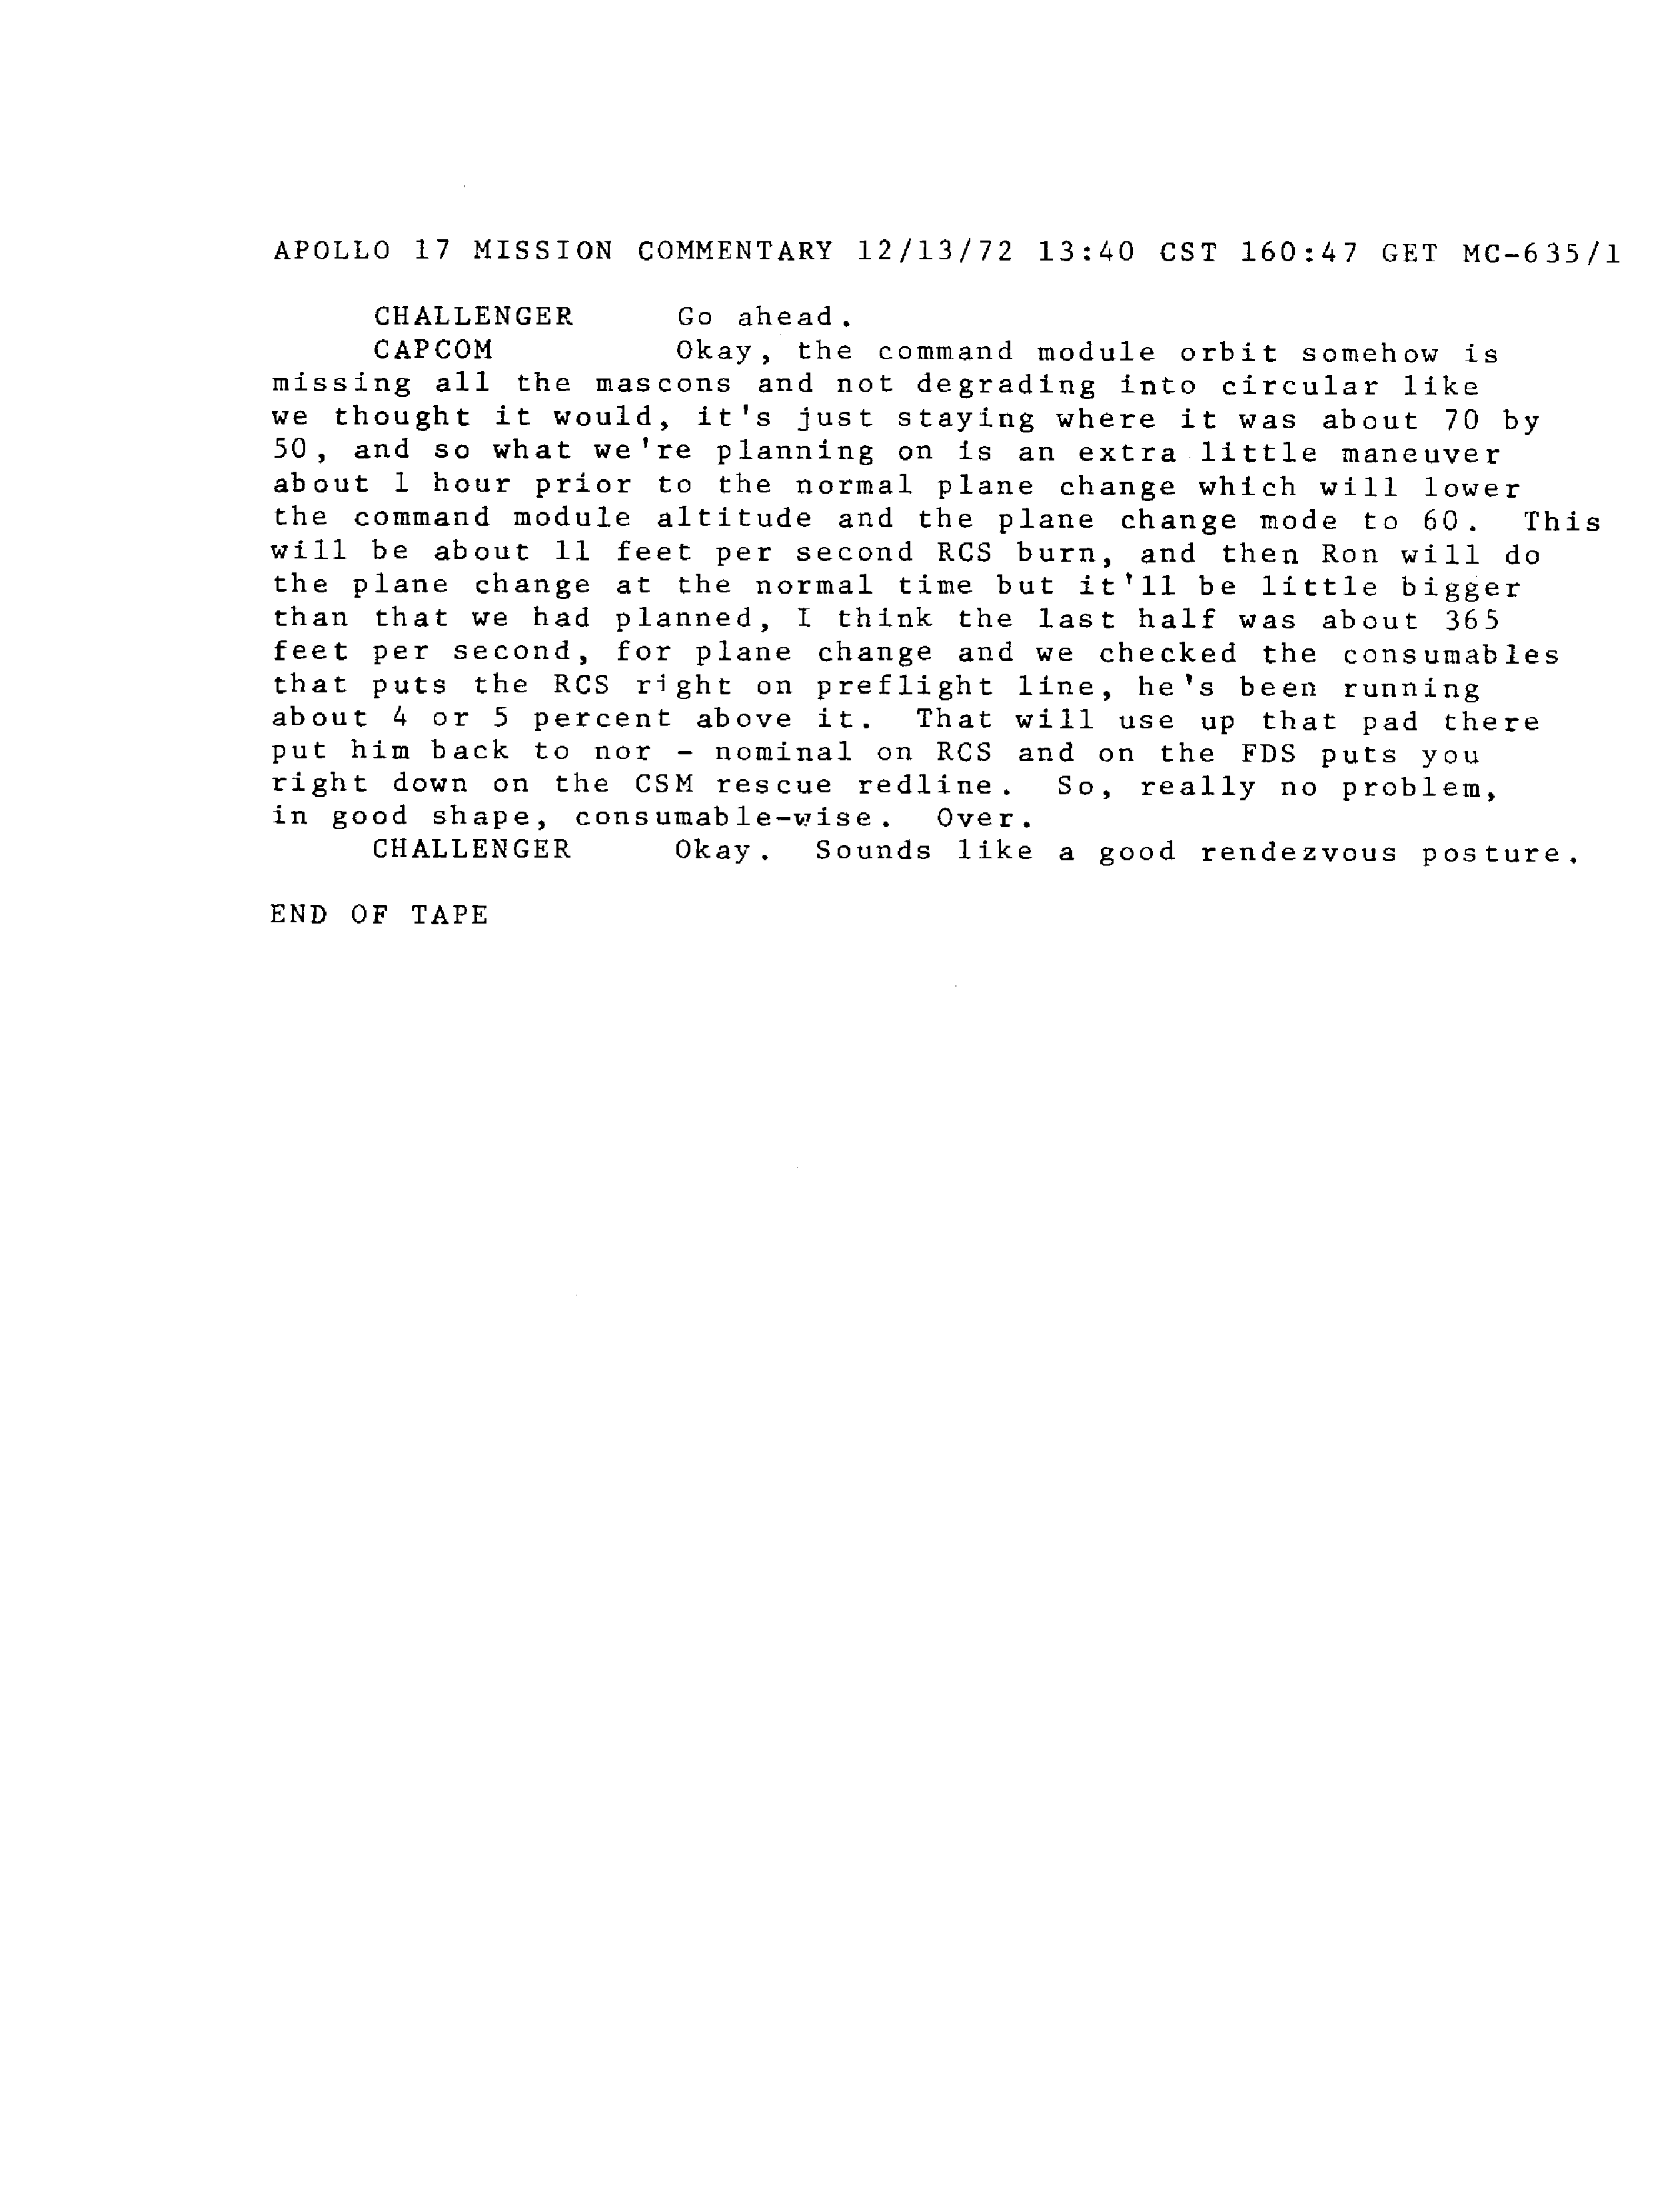 APOLLO 17 MISSION COMMENTARY 12/13/72 13:40 CST 160:47 GET MC-635/1
CHALLENGER Go ahead.
CAPCOM Okay, the command module orbit somehow is
missing all the mascons and not degrading into circular like
we thought it would, it's just staying where it was about 70 by
50, and so what we're planning on is an extra little maneuver
about 1 hour prior to the normal plane change which will lower
the command module altitude and the plane change mode to 60. This
will be about 11 feet per second RCS burn, and then Ron will do
the plane change at the normal time but it'll be little bigger
than that we had planned, I think the last half was about 365
feet per second, for plane change and we checked the consumables
that puts the RCS right on preflight line, he's been running
about 4 or 5 percent above it. That will use up that pad there
put him back to nor - nominal on RCS and on the FDS puts you
right down on the CSM rescue redline. So, really no problem,
in good shape, consumable-wise. Over.
CHALLENGER Okay. Sounds like a good rendezvous posture.
END OF TAPE